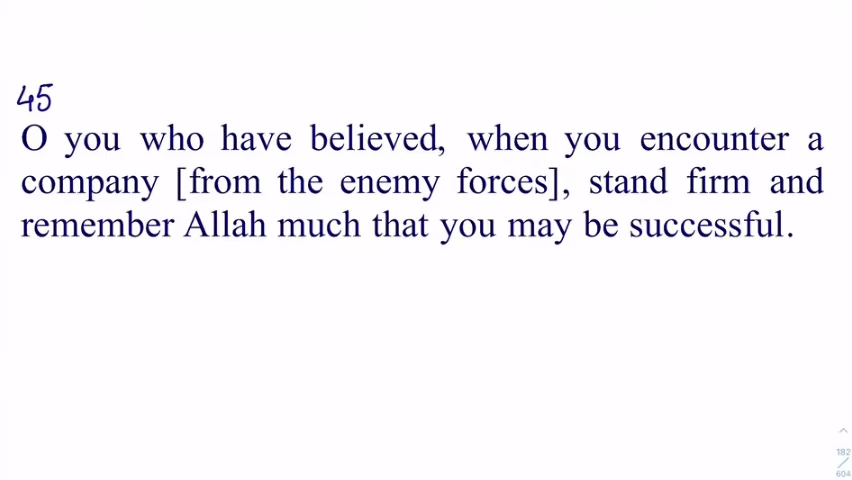 45
O you who have believed, when you encounter a
company [from the enemy forces], stand firm and
remember Allah much that you may be successful.
182
604